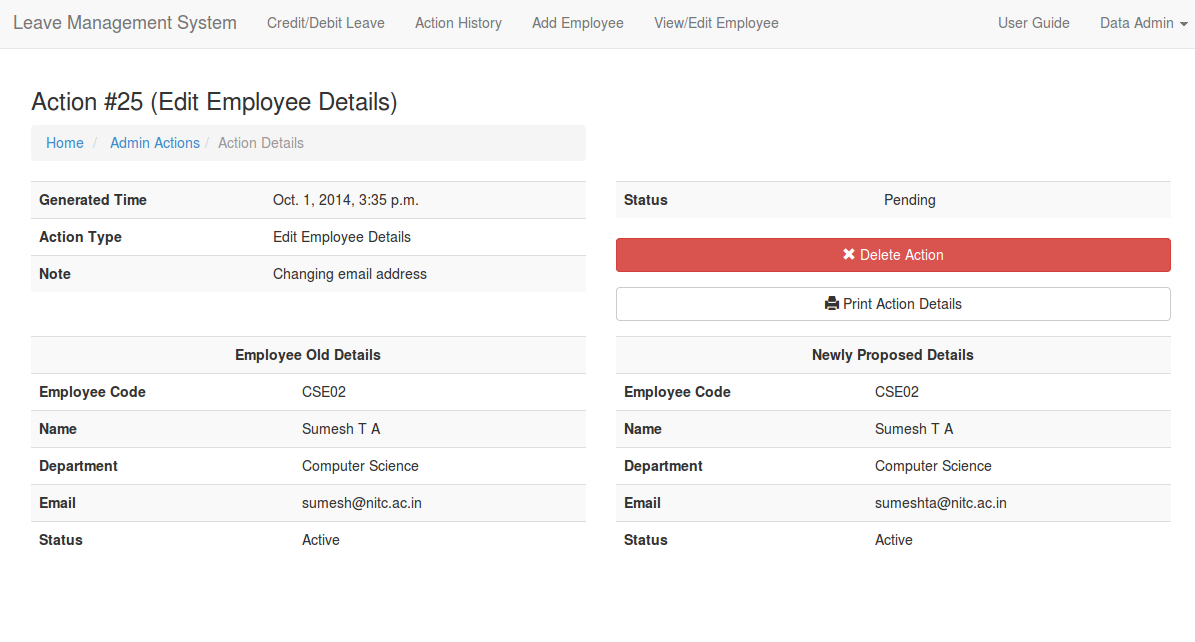 Leave Management System Credit/Debit Leave Action History Add Employee View/Edit Employee User Guide Data Admin
Action #25 (Edit Employee Details)
Home / Admin Actions / Action Details
Generated Time Oct. 1, 2014, 3:35 p.m.
Action Type Edit Employee Details
Note Changing email address
Status Pending
Delete Action
Print Action Details
Employee Old Details
Employee Code CSE02
Name Sumesh T A
Department Computer Science
Email sumesh@nitc.ac.in
Status Active
Newly Proposed Details
Employee Code CSE02
Name Sumesh T A
Department Computer Science
Email sumeshta@nitc.ac.in
Status Active